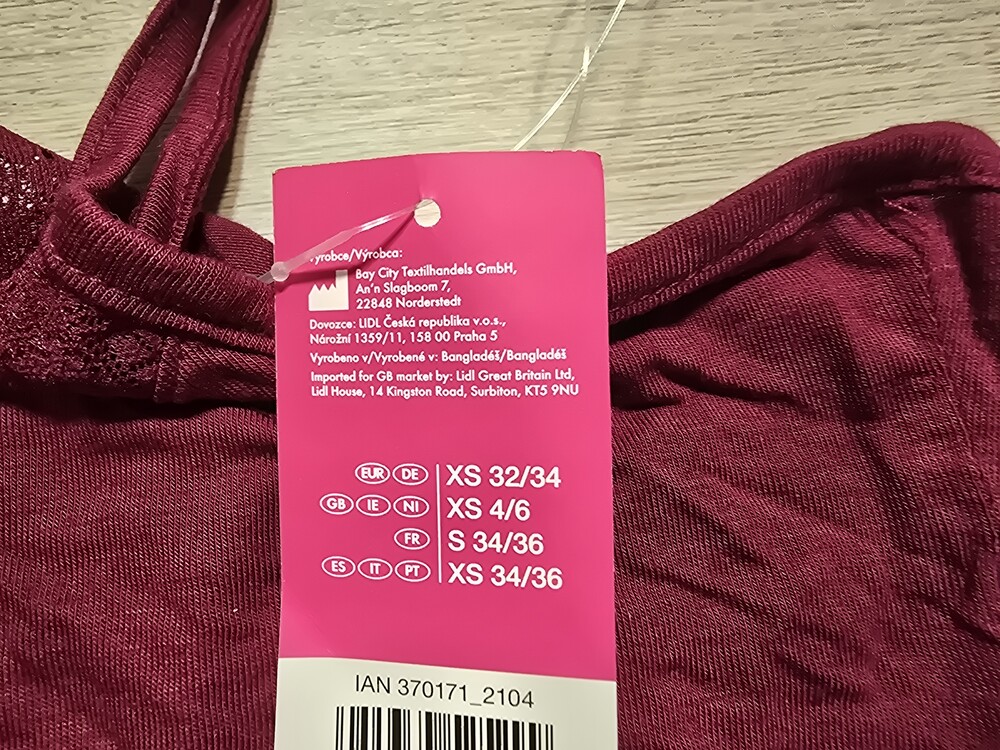 Výrobce/Výrobca:
Bay City Textilhandels GmbH,
An'n Slagboom 7,
22848 Norderstedt
Dovozce: LIDL Česká republika v.o.s.,
Nárožní 1359/11, 158 00 Praha 5
Vyrobeno v/Vyrobené v: Bangladéš/Bangladéš
Imported for GB market by: Lidl Great Britain Ltd,
Lidl House, 14 Kingston Road, Surbiton, KT5 9NU
EUR DE XS 32/34
GB IE NI XS 4/6
FR S 34/36
ES IT PT XS 34/36
IAN 370171_2104